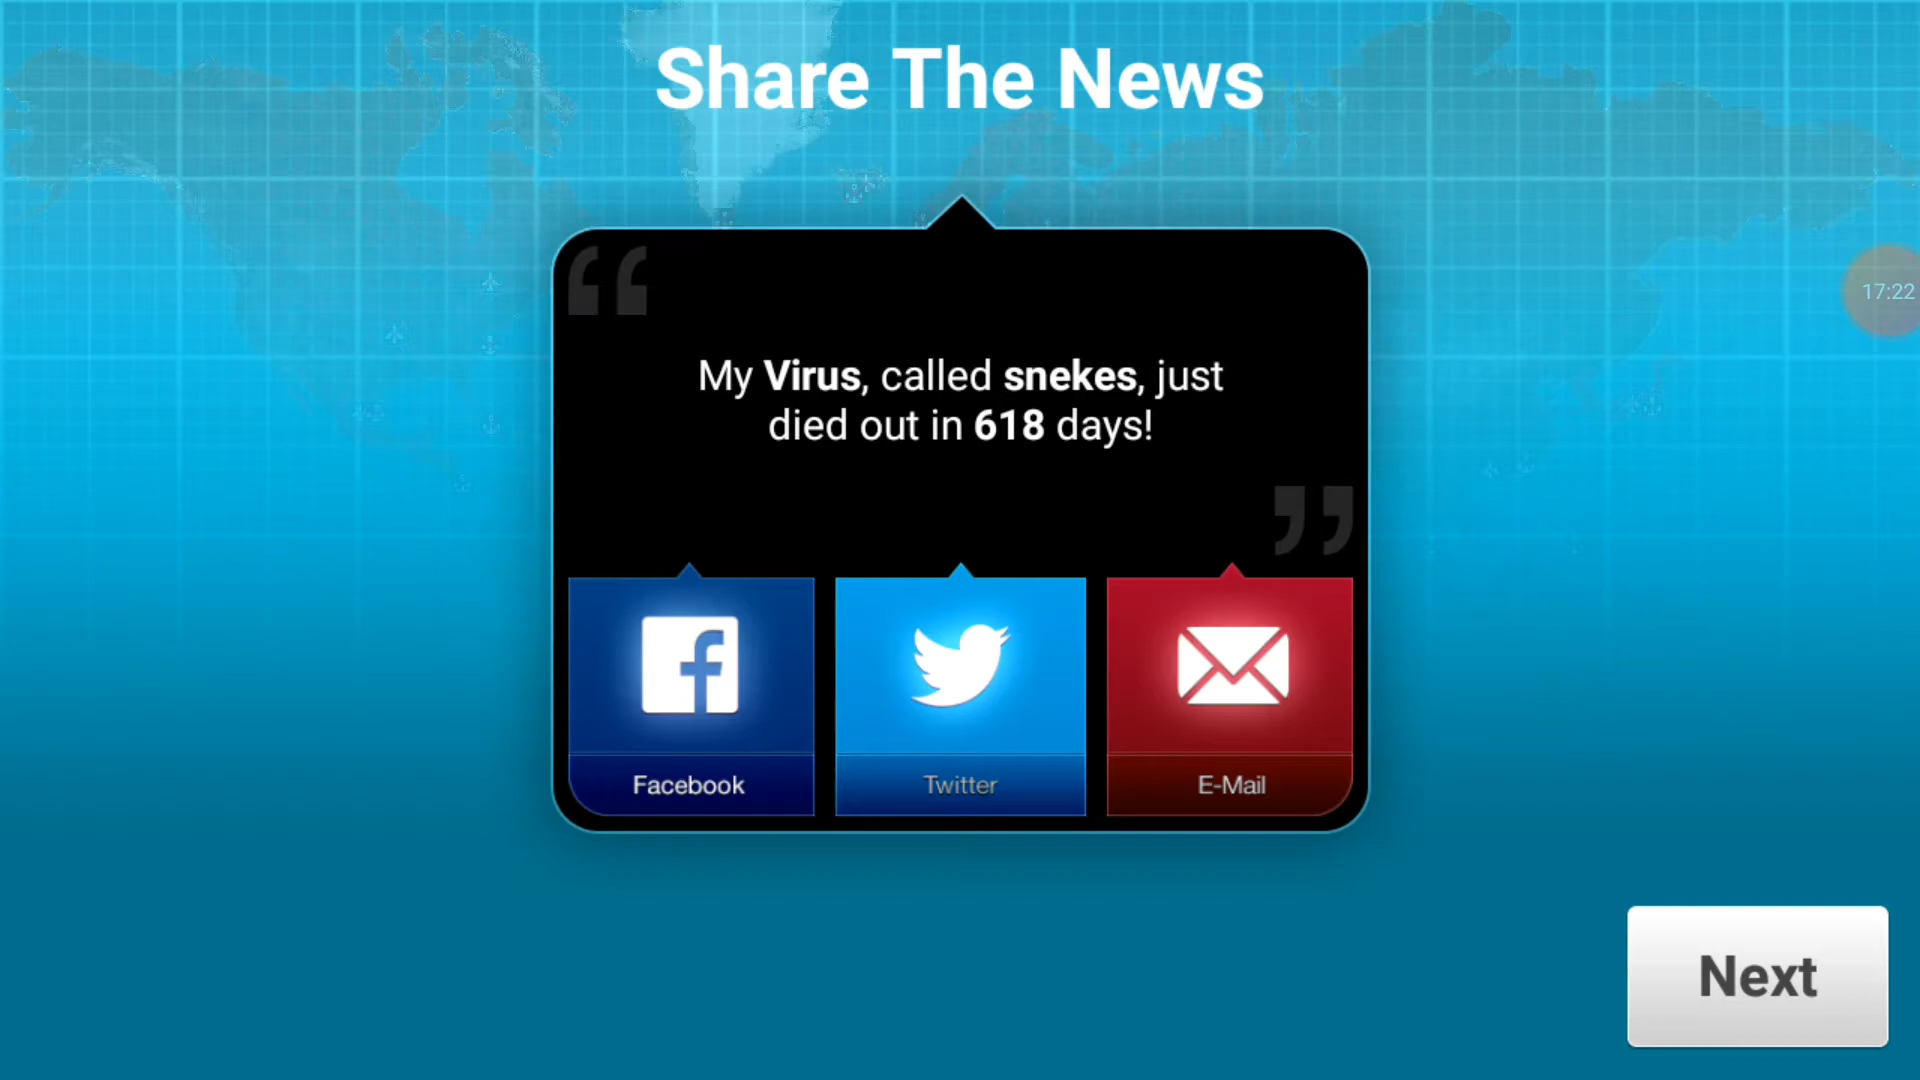 Share The News
17:22
My Virus, called snekes, just
died out in 618 days!
Facebook
Twitter
E-Mail
Next